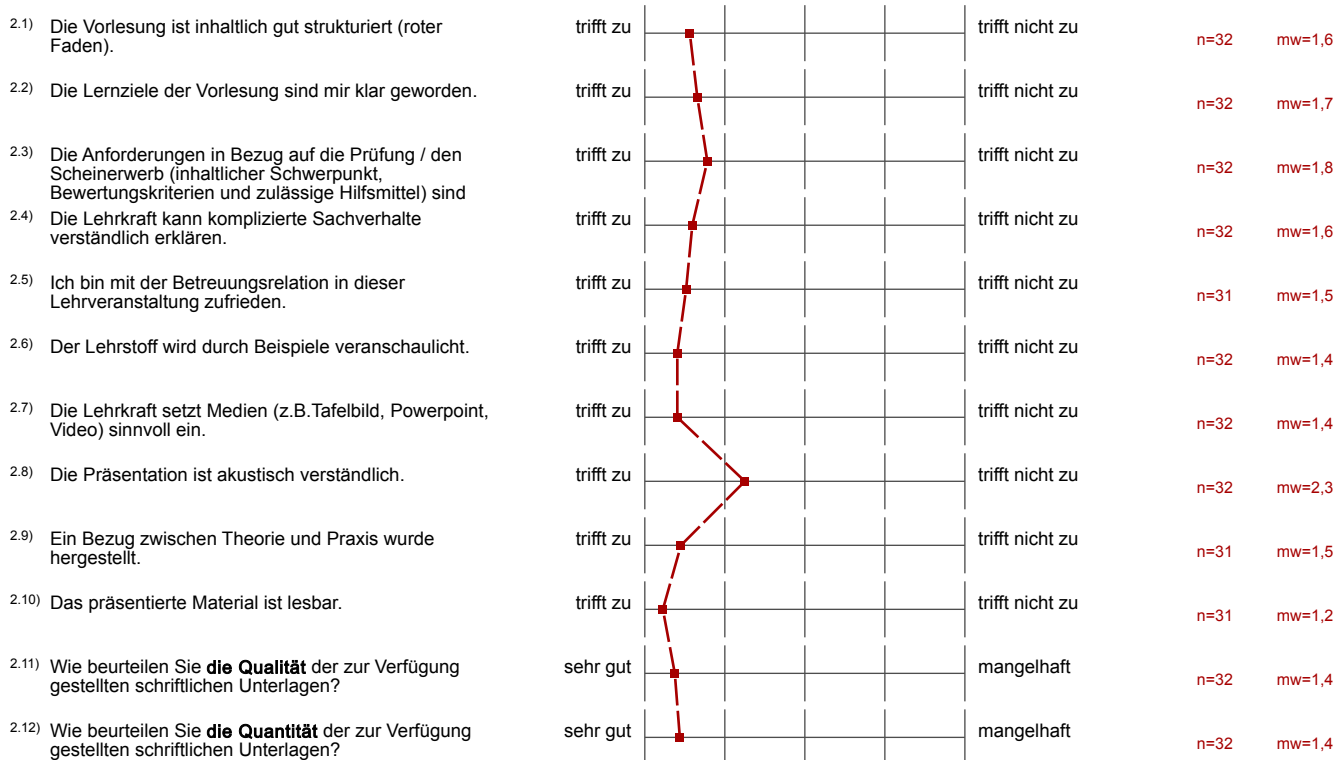 2.1) Die Vorlesung ist inhaltlich gut strukturiert (roter trifft zu trifft nicht zu
Faden). n=32 mw=1,6
2.2) Die Lernziele der Vorlesung sind mir klar geworden. trifft zu trifft nicht zu
n=32 mw=1,7
2.3) Die Anforderungen in Bezug auf die Prüfung / den trifft zu trifft nicht zu
Scheinerwerb (inhaltlicher Schwerpunkt, n=32 mw=1,8
Bewertungskriterien und zulässige Hilfsmittel) sind
2.4) Die Lehrkraft kann komplizierte Sachverhalte trifft zu trifft nicht zu
verständlich erklären. n=32 mw=1,6
2.5) Ich bin mit der Betreuungsrelation in dieser trifft zu trifft nicht zu
Lehrveranstaltung zufrieden. n=31 mw=1,5
2.6) Der Lehrstoff wird durch Beispiele veranschaulicht. trifft zu trifft nicht zu
n=32 mw=1,4
2.7) Die Lehrkraft setzt Medien (z.B.Tafelbild, Powerpoint, trifft zu trifft nicht zu
Video) sinnvoll ein. n=32 mw=1,4
2.8) Die Präsentation ist akustisch verständlich. trifft zu trifft nicht zu
n=32 mw=2,3
2.9) Ein Bezug zwischen Theorie und Praxis wurde trifft zu trifft nicht zu
hergestellt. n=31 mw=1,5
2.10) Das präsentierte Material ist lesbar. trifft zu trifft nicht zu
n=31 mw=1,2
2.11) Wie beurteilen Sie die Qualität der zur Verfügung sehr gut mangelhaft
gestellten schriftlichen Unterlagen? n=32 mw=1,4
2.12) Wie beurteilen Sie die Quantität der zur Verfügung sehr gut mangelhaft
gestellten schriftlichen Unterlagen? n=32 mw=1,4